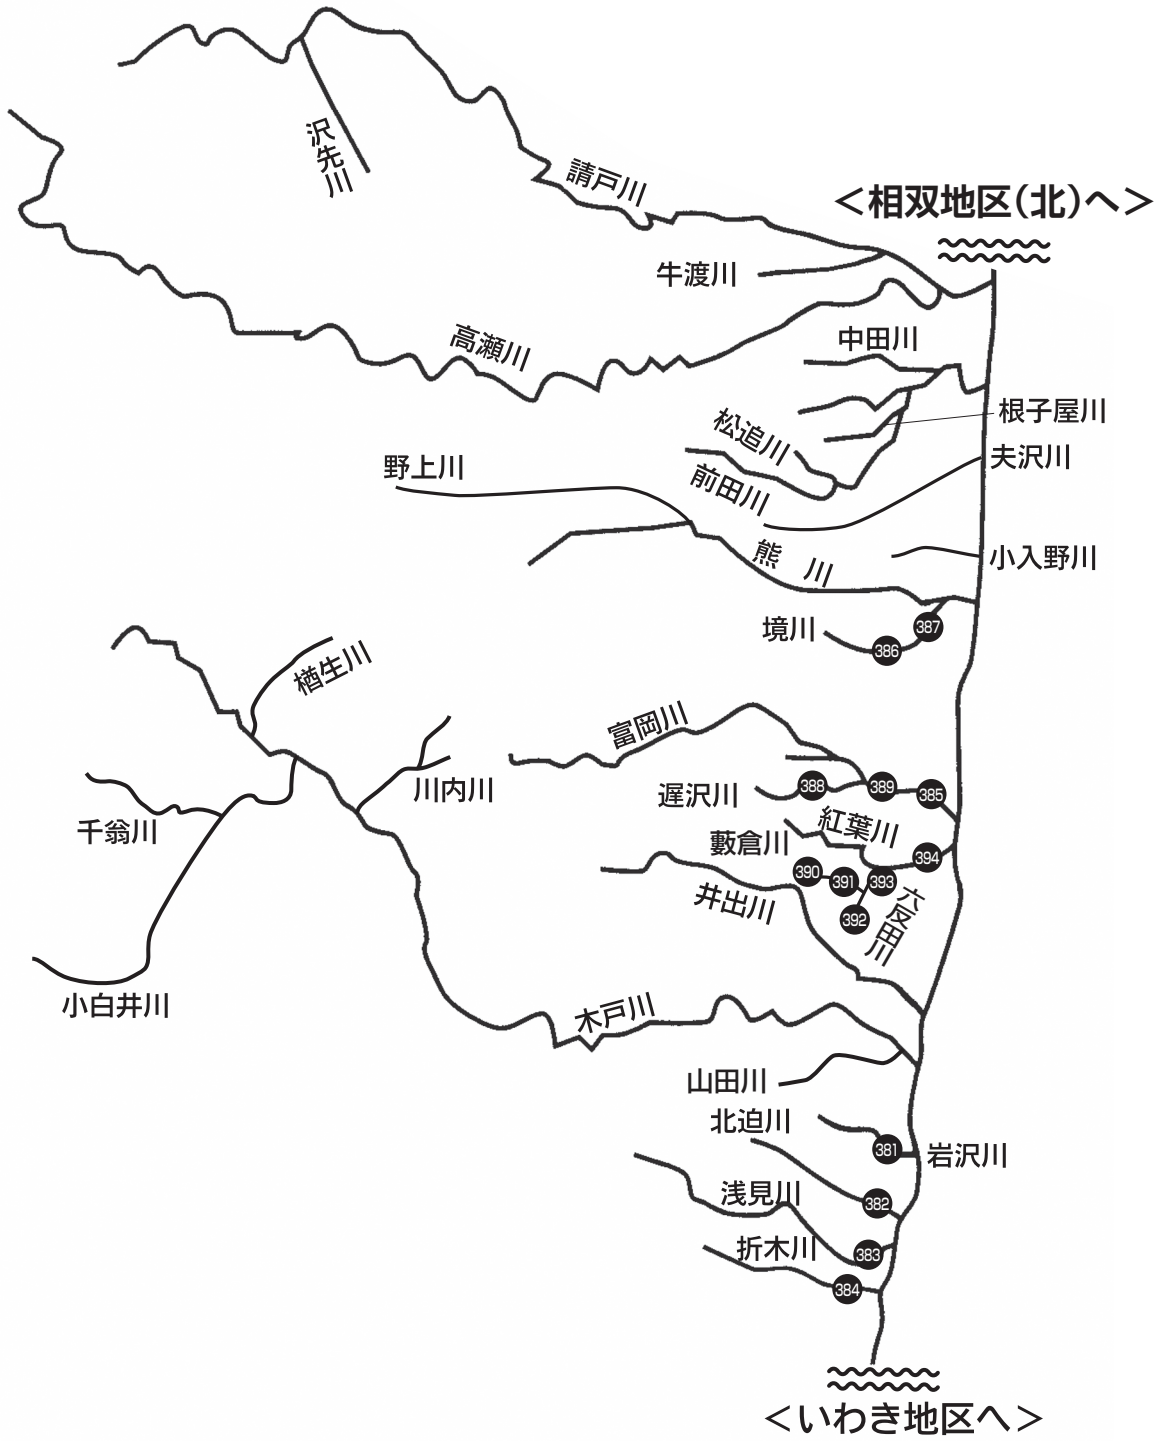 沢先川
請戸川
＜相双地区(北)へ＞
牛渡川
高瀬川
中田川
根子屋川
松追川
夫沢川
野上川
前田川
熊川
小入野川
境川
387
386
楢生川
富岡川
川内川
遅沢川
388
389
385
千翁川
紅葉川
藪倉川
394
390
391
393
井出川
392
六反田川
小白井川
木戸川
山田川
北迫川
381
岩沢川
浅見川
382
折木川
383
384
＜いわき地区へ＞